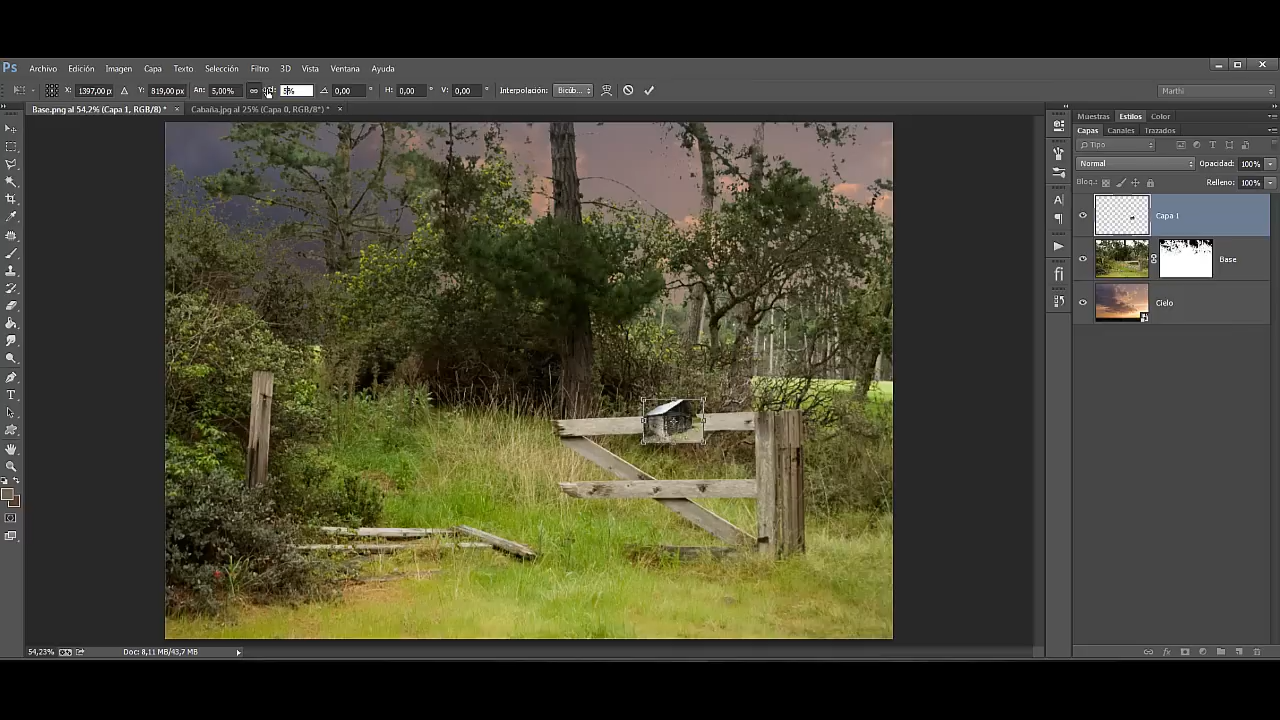 Ps Archivo Edición Imagen Capa Texto Selección Filtro 3D Vista Ventana Ayuda
X: 1397,00 p Y: 819,00 px An: 5,00% 5% 0,00 ° H: 0,00 ° V: 0,00 ° Interpolación: Bicúb... Marthi
Base.png al 54,2% (Capa 1, RGB/8) * × Cabaña.jpg al 25% (Capa 0, RGB/8*) * ×
Muestras Estilos Color
Capas Canales Trazados
Tipo
Normal Opacidad: 100%
Bloq.: Relleno: 100%
Capa 1
Base
Cielo
54,23% Doc: 8,11 MB/43,7 MB